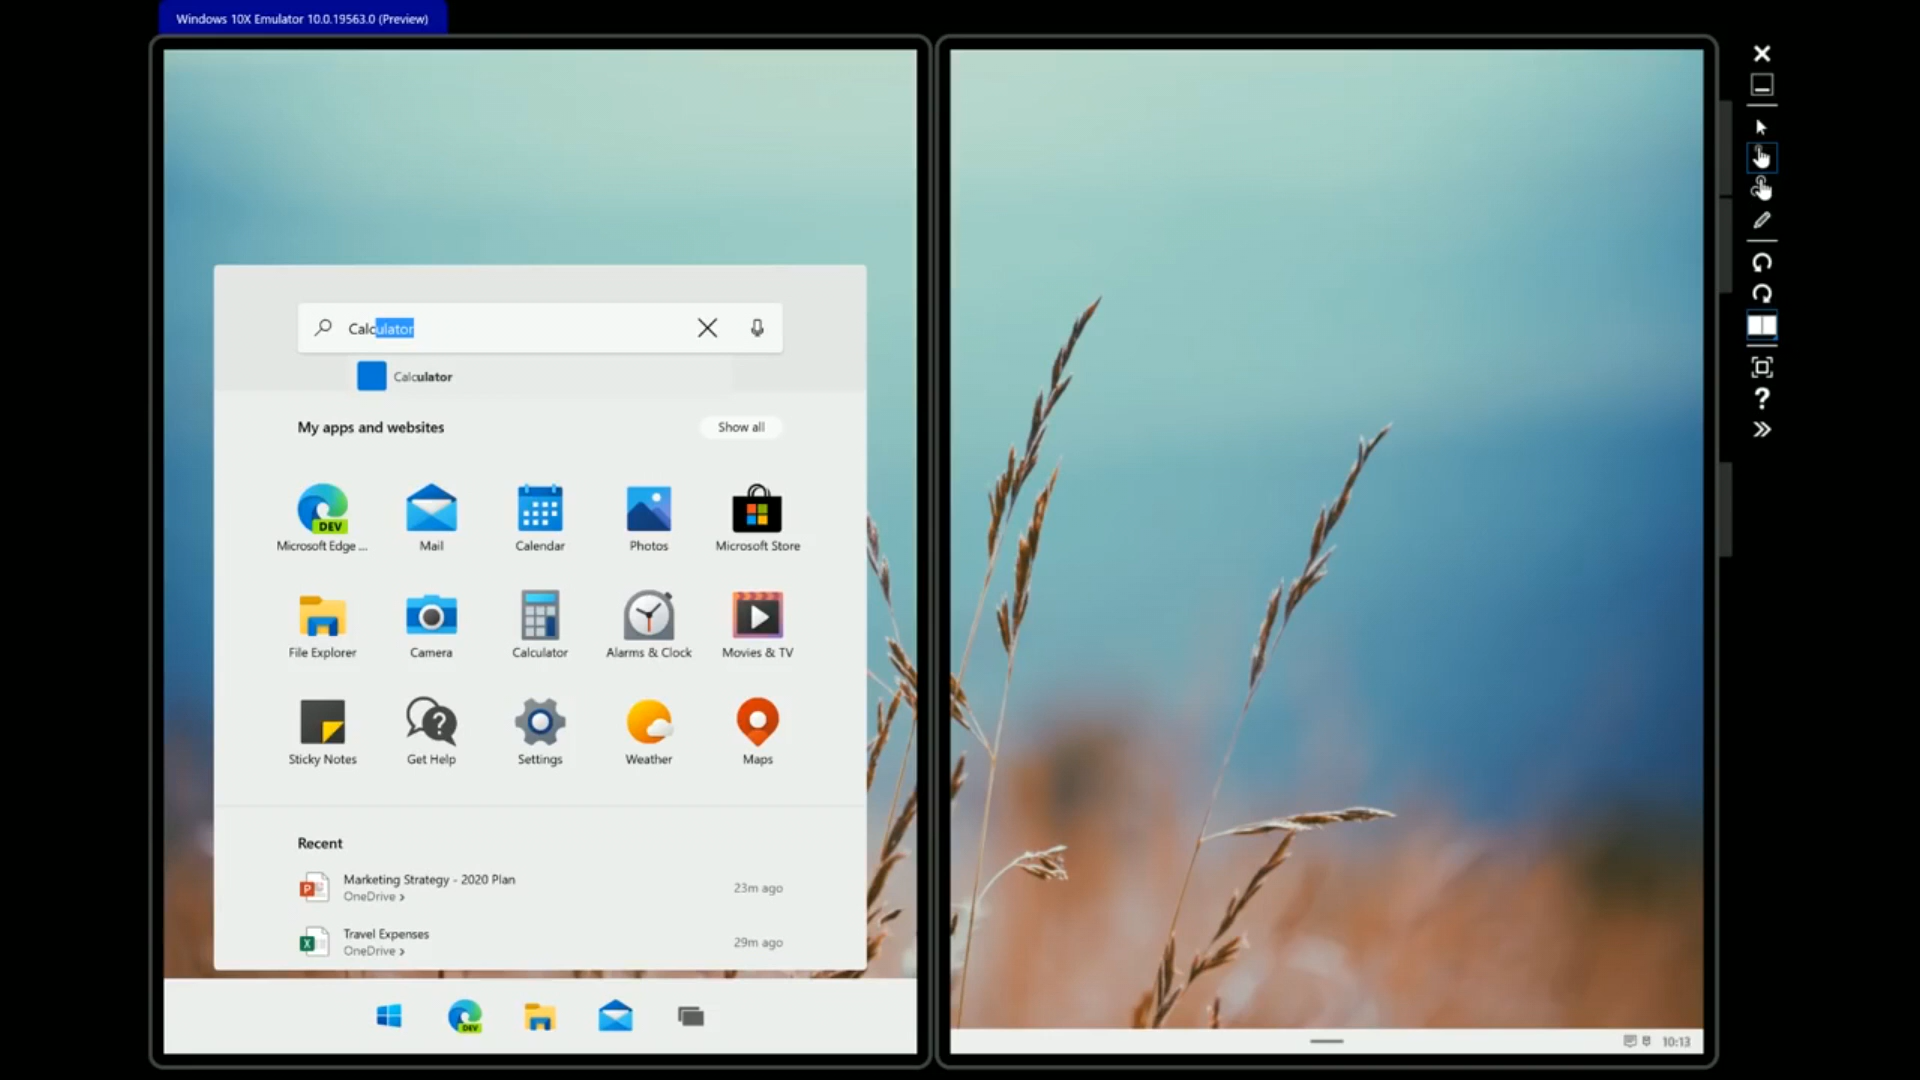 Windows 10X Emulator 10.0.19563.0 (Preview)
Calculator
Calculator
My apps and websites
Show all
DEV
Microsoft Edge ...
Mail
Calendar
Photos
Microsoft Store
File Explorer
Camera
Calculator
Alarms & Clock
Movies & TV
?
Sticky Notes
Get Help
Settings
Weather
Maps
Recent
P
Marketing Strategy - 2020 Plan
OneDrive >
23m ago
X
Travel Expenses
OneDrive >
29m ago
DEV
10:13
?